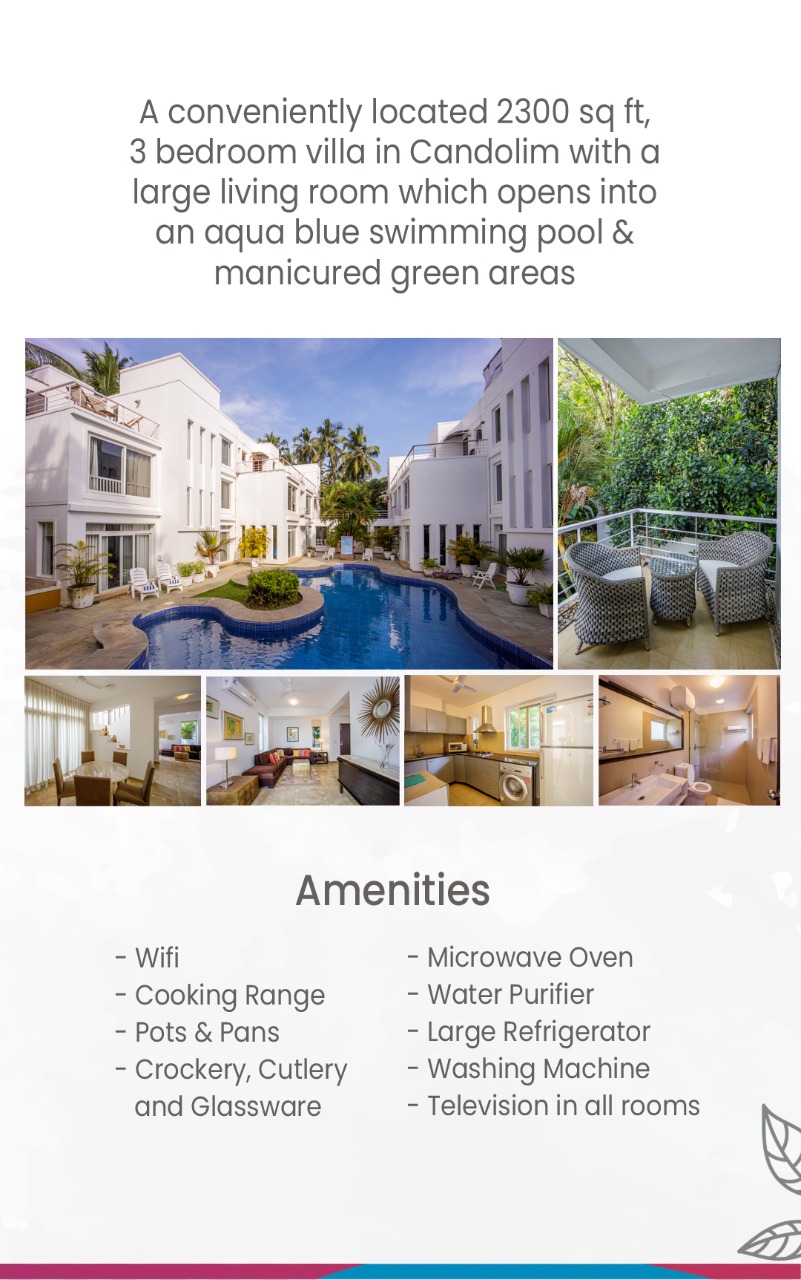 A conveniently located 2300 sq ft,
3 bedroom villa in Candolim with a
large living room which opens into
an aqua blue swimming pool &
manicured green areas
Amenities
- Wifi
- Cooking Range
- Pots & Pans
- Crockery, Cutlery
and Glassware
- Microwave Oven
- Water Purifier
- Large Refrigerator
- Washing Machine
- Television in all rooms